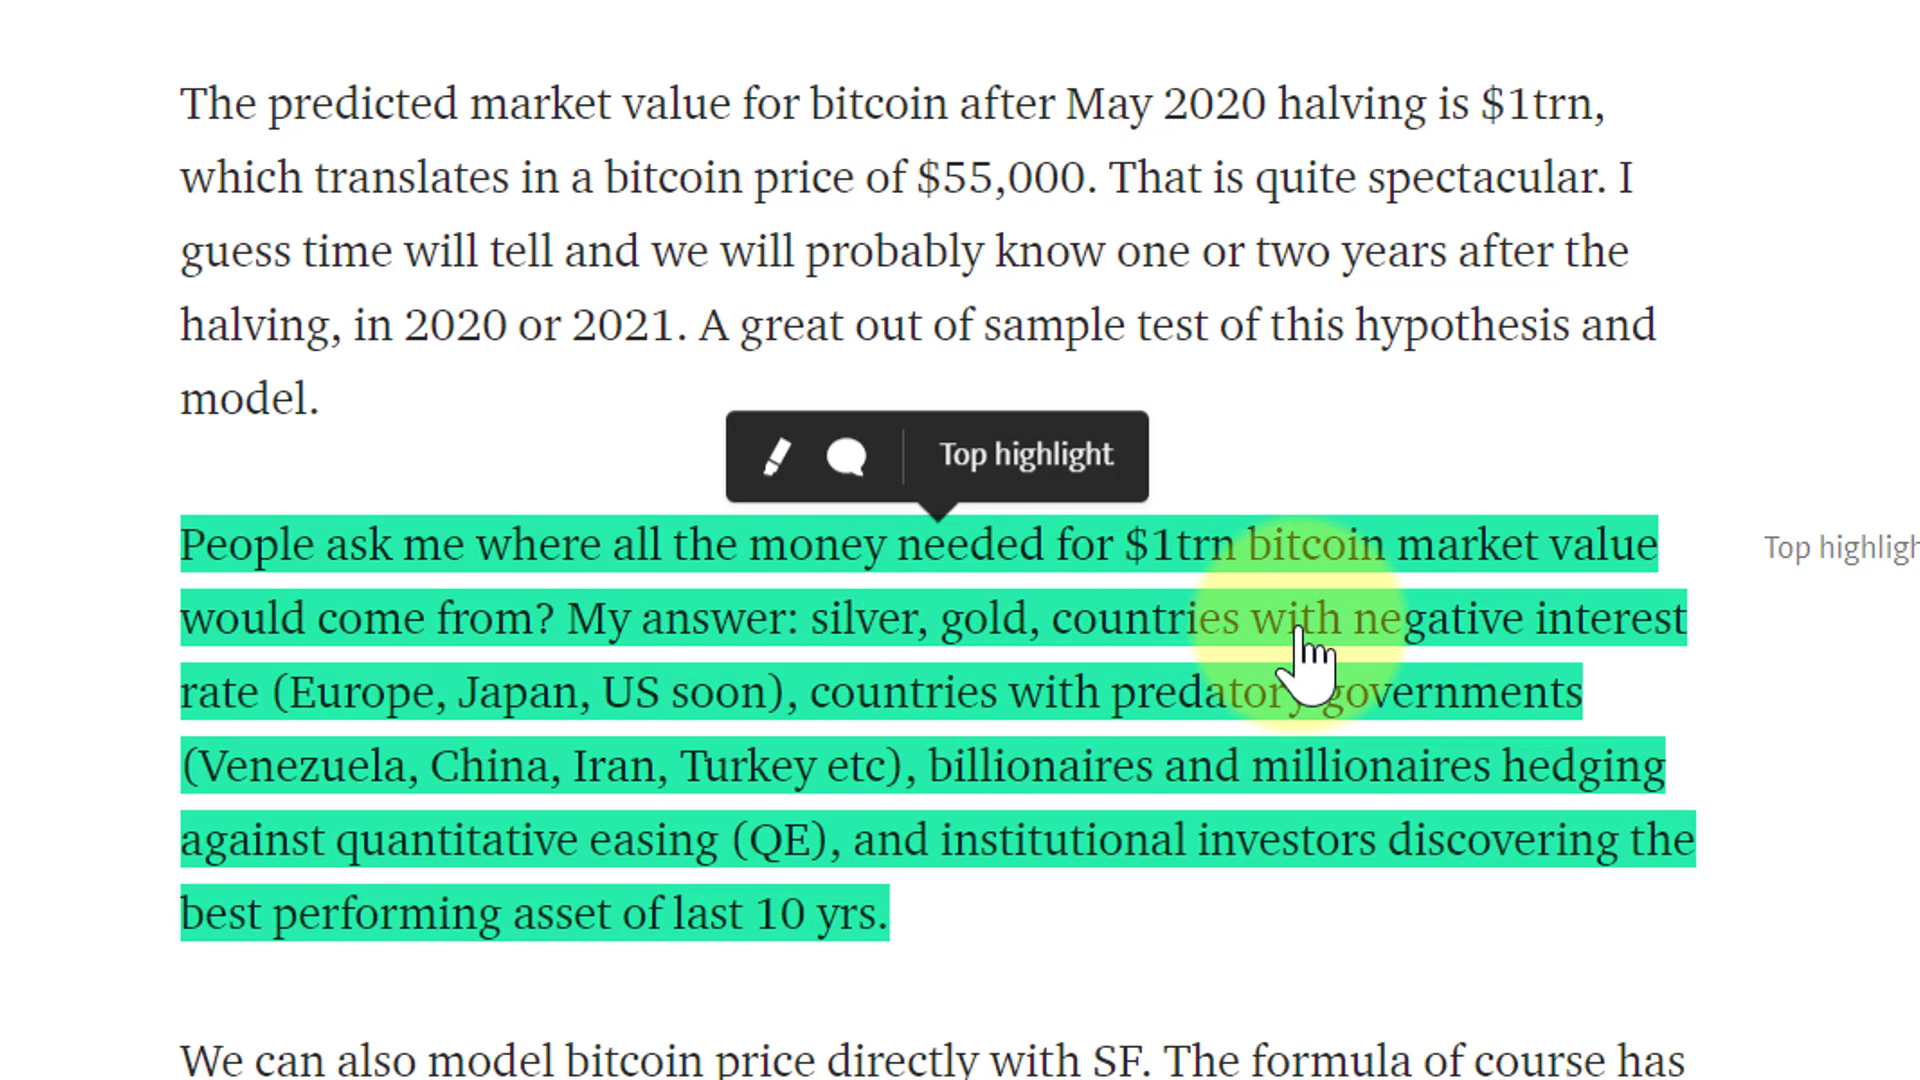 The predicted market value for bitcoin after May 2020 halving is $1trn,
which translates in a bitcoin price of $55,000. That is quite spectacular. I
guess time will tell and we will probably know one or two years after the
halving, in 2020 or 2021. A great out of sample test of this hypothesis and
model.
Top highlight
People ask me where all the money needed for $1trn bitcoin market value
Top highligh
would come from? My answer: silver, gold, countries with negative interest
rate (Europe, Japan, US soon), countries with predatory governments
(Venezuela, China, Iran, Turkey etc), billionaires and millionaires hedging
against quantitative easing (QE), and institutional investors discovering the
best performing asset of last 10 yrs.
We can also model bitcoin price directly with SF. The formula of course has